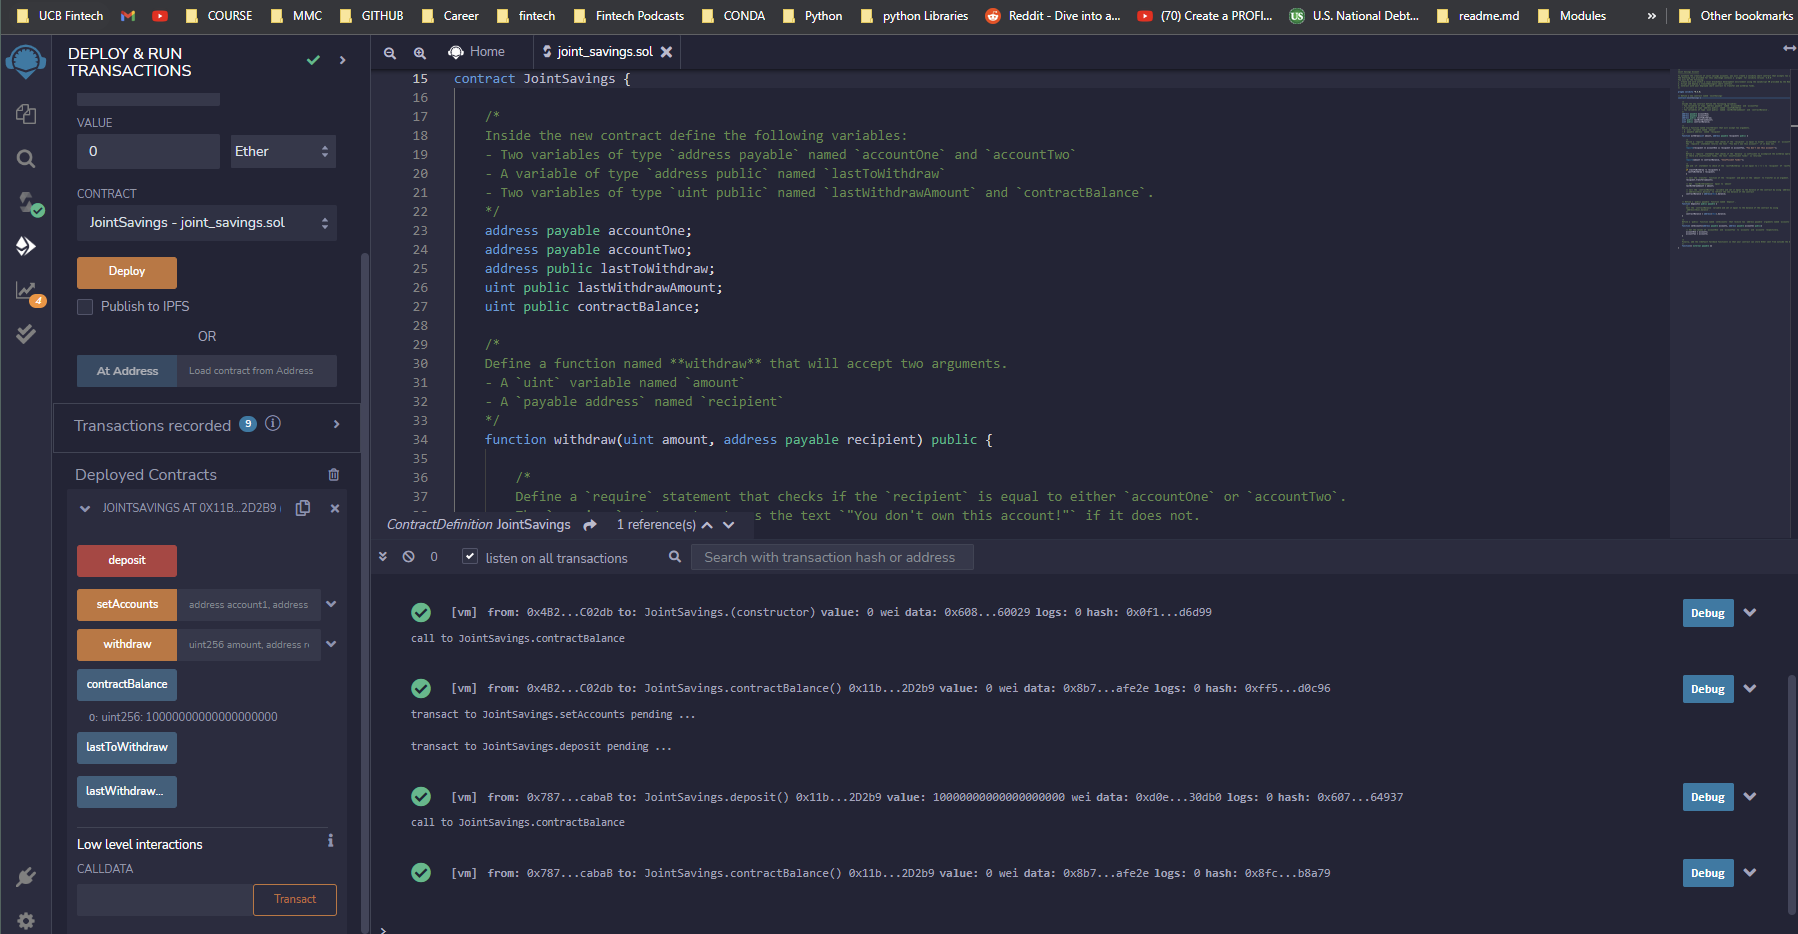 UCB Fintech
COURSE
MMC
GITHUB
Career
fintech
Fintech Podcasts
CONDA
Python
python Libraries
Reddit - Dive into a...
(70) Create a PROFI...
US
U.S. National Debt...
readme.md
Modules
»
Other bookmarks
DEPLOY & RUN
TRANSACTIONS
VALUE
0
Ether
CONTRACT
JointSavings - joint_savings.sol
Deploy
4
Publish to IPFS
OR
At Address
Load contract from Address
Transactions recorded 9 i
Deployed Contracts
JOINTSAVINGS AT 0X11B...2D2B9 (
deposit
setAccounts
address account1, address
withdraw
uint256 amount, address r
contractBalance
0: uint256: 10000000000000000000
lastToWithdraw
lastWithdraw...
Low level interactions
i
CALLDATA
Transact
Home
joint_savings.sol
15 contract JointSavings {
16
17 /*
18 Inside the new contract define the following variables:
19 - Two variables of type `address payable` named `accountOne` and `accountTwo`
20 - A variable of type `address public` named `lastToWithdraw`
21 - Two variables of type `uint public` named `lastWithdrawAmount` and `contractBalance`.
22 */
23 address payable accountOne;
24 address payable accountTwo;
25 address public lastToWithdraw;
26 uint public lastWithdrawAmount;
27 uint public contractBalance;
28
29 /*
30 Define a function named **withdraw** that will accept two arguments.
31 - A `uint` variable named `amount`
32 - A `payable address` named `recipient`
33 */
34 function withdraw(uint amount, address payable recipient) public {
35
36 /*
37 Define a `require` statement that checks if the `recipient` is equal to either `accountOne` or `accountTwo`.
s the text `"You don't own this account!"` if it does not.
ContractDefinition JointSavings 1 reference(s)
0
listen on all transactions
Search with transaction hash or address
[vm] from: 0x4B2...C02db to: JointSavings.(constructor) value: 0 wei data: 0x608...60029 logs: 0 hash: 0x0f1...d6d99
Debug
call to JointSavings.contractBalance
[vm] from: 0x4B2...C02db to: JointSavings.contractBalance() 0x11b...2D2b9 value: 0 wei data: 0x8b7...afe2e logs: 0 hash: 0xff5...d0c96
Debug
transact to JointSavings.setAccounts pending ...
transact to JointSavings.deposit pending ...
[vm] from: 0x787...cabaB to: JointSavings.deposit() 0x11b...2D2b9 value: 10000000000000000000 wei data: 0xd0e...30db0 logs: 0 hash: 0x607...64937
Debug
call to JointSavings.contractBalance
[vm] from: 0x787...cabaB to: JointSavings.contractBalance() 0x11b...2D2b9 value: 0 wei data: 0x8b7...afe2e logs: 0 hash: 0x8fc...b8a79
Debug
>